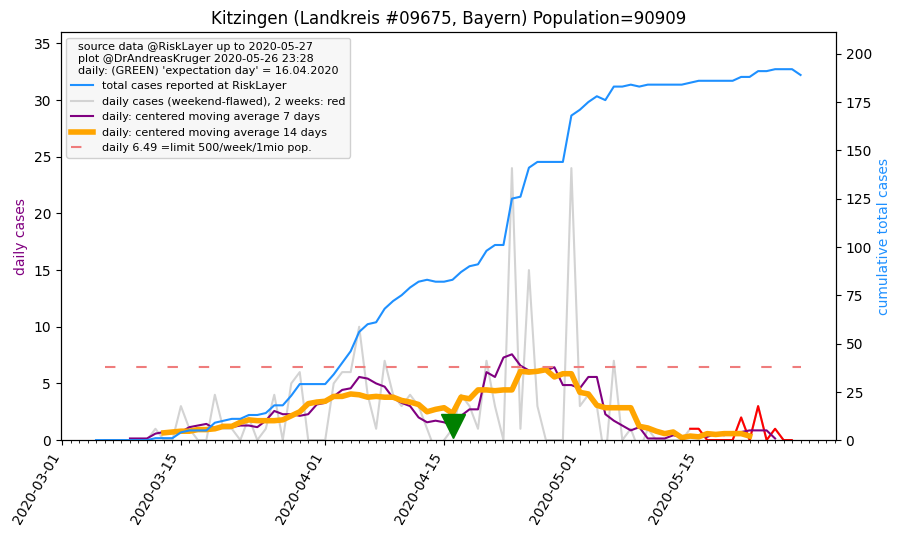 Kitzingen (Landkreis #09675, Bayern) Population=90909
source data @RiskLayer up to 2020-05-27
plot @DrAndreasKruger 2020-05-26 23:28
daily: (GREEN) 'expectation day' = 16.04.2020
total cases reported at RiskLayer
daily cases (weekend-flawed), 2 weeks: red
daily: centered moving average 7 days
daily: centered moving average 14 days
daily 6.49 =limit 500/week/1mio pop.
daily cases
35
30
25
20
15
10
5
0
cumulative total cases
200
175
150
125
100
75
50
25
0
2020-03-01
2020-03-15
2020-04-01
2020-04-15
2020-05-01
2020-05-15